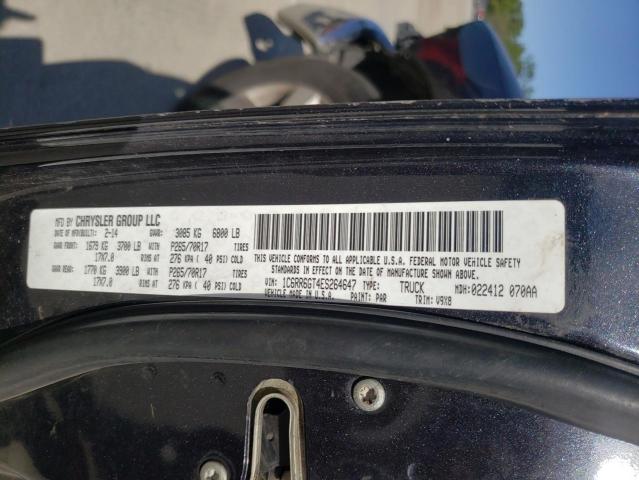 MFD BY CHRYSLER GROUP LLC
DATE OF MFR/BUILT: 2-14 GVWR: 3085 KG 6800 LB
GAWR FRONT: 1679 KG 3700 LB WITH P265/70R17 TIRES
17X7.0 RIMS AT 276 KPA ( 40 PSI) COLD
GAWR REAR: 1770 KG 3900 LB WITH P265/70R17 TIRES
17X7.0 RIMS AT 276 KPA ( 40 PSI) COLD
THIS VEHICLE CONFORMS TO ALL APPLICABLE U.S.A. FEDERAL MOTOR VEHICLE SAFETY
STANDARDS IN EFFECT ON THE DATE OF MANUFACTURE SHOWN ABOVE.
VIN: 1C6RR6GT4ES264647 TYPE: TRUCK MDH: 022412 070AA
MADE IN U.S.A. PAINT: PAR TRIM: V9X8